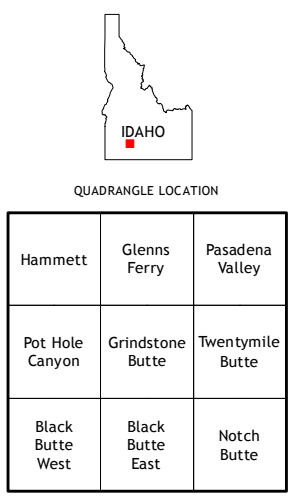 IDAHO
QUADRANGLE LOCATION
Hammett
Glenns
Ferry
Pasadena
Valley
Pot Hole
Canyon
Grindstone
Butte
Twentymile
Butte
Black
Butte
West
Black
Butte
East
Notch
Butte